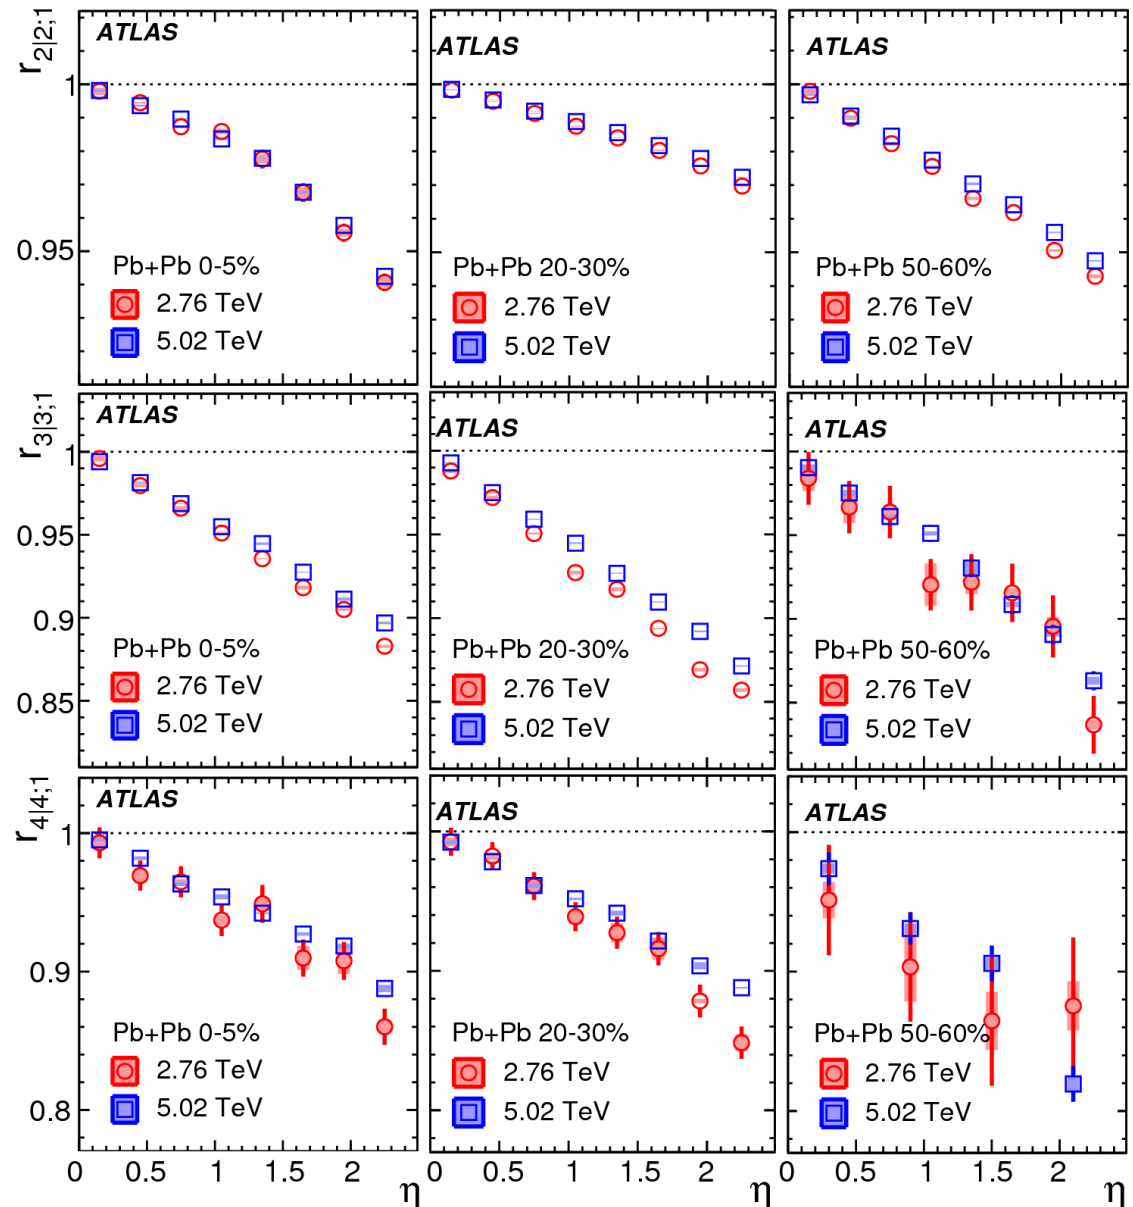 r2|2;1
ATLAS
ATLAS
ATLAS
1
0.95
Pb+Pb 0-5%
2.76 TeV
5.02 TeV
Pb+Pb 20-30%
2.76 TeV
5.02 TeV
Pb+Pb 50-60%
2.76 TeV
5.02 TeV
r3|3;1
ATLAS
ATLAS
ATLAS
1
0.95
0.9
0.85
Pb+Pb 0-5%
2.76 TeV
5.02 TeV
Pb+Pb 20-30%
2.76 TeV
5.02 TeV
Pb+Pb 50-60%
2.76 TeV
5.02 TeV
r4|4;1
ATLAS
ATLAS
ATLAS
1
0.9
0.8
Pb+Pb 0-5%
2.76 TeV
5.02 TeV
Pb+Pb 20-30%
2.76 TeV
5.02 TeV
Pb+Pb 50-60%
2.76 TeV
5.02 TeV
0 0.5 1 1.5 2 η
0 0.5 1 1.5 2 η
0 0.5 1 1.5 2 η